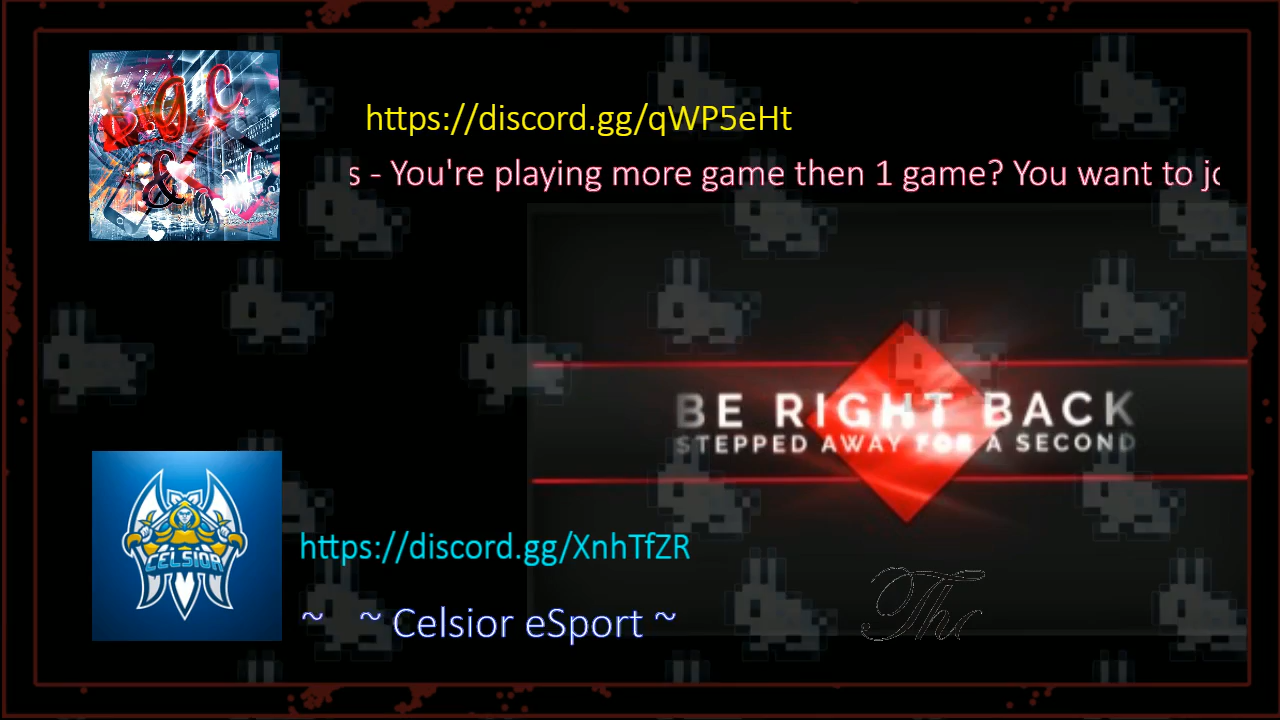 B.G.C.
&
https://discord.gg/qWP5eHt
s - You're playing more game then 1 game? You want to jo
BE RIGHT BACK
STEPPED AWAY FOR A SECOND
CELSIOR
https://discord.gg/XnhTfZR
~ ~ Celsior eSport ~
Tha